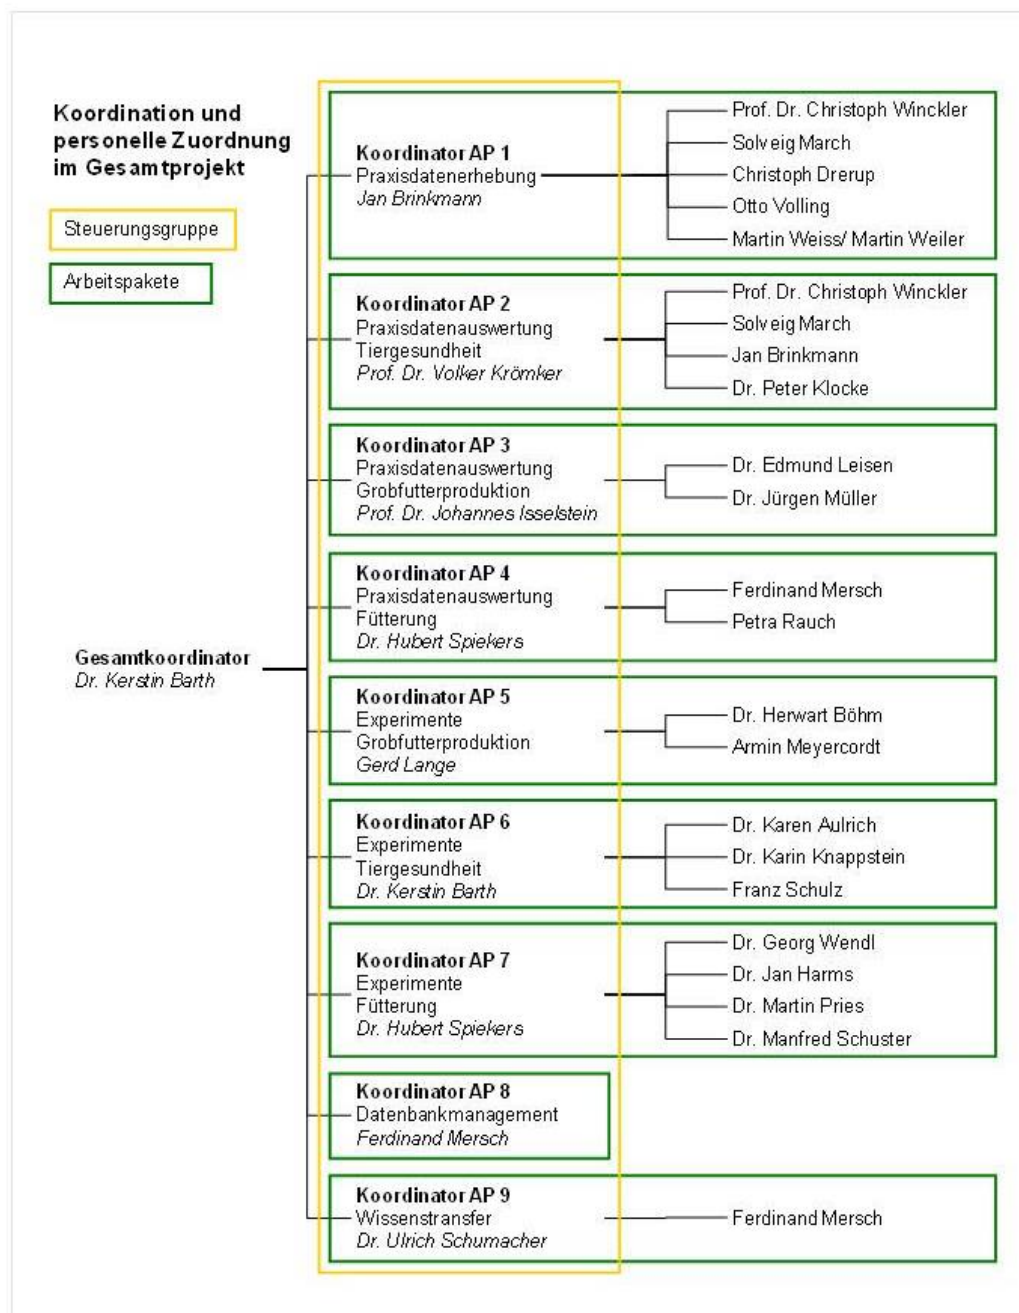 Koordination und
personelle Zuordnung
im Gesamtprojekt
Steuerungsgruppe
Arbeitspakete
Gesamtkoordinator
Dr. Kerstin Barth
Koordinator AP 1
Praxisdatenerhebung
Jan Brinkmann
Prof. Dr. Christoph Winckler
Solveig March
Christoph Drerup
Otto Volling
Martin Weiss/ Martin Weiler
Koordinator AP 2
Praxisdatenauswertung
Tiergesundheit
Prof. Dr. Volker Krömker
Prof. Dr. Christoph Winckler
Solveig March
Jan Brinkmann
Dr. Peter Klocke
Koordinator AP 3
Praxisdatenauswertung
Grobfutterproduktion
Prof. Dr. Johannes Isselstein
Dr. Edmund Leisen
Dr. Jürgen Müller
Koordinator AP 4
Praxisdatenauswertung
Fütterung
Dr. Hubert Spiekers
Ferdinand Mersch
Petra Rauch
Koordinator AP 5
Experimente
Grobfutterproduktion
Gerd Lange
Dr. Herwart Böhm
Armin Meyercordt
Koordinator AP 6
Experimente
Tiergesundheit
Dr. Kerstin Barth
Dr. Karen Aulrich
Dr. Karin Knappstein
Franz Schulz
Koordinator AP 7
Experimente
Fütterung
Dr. Hubert Spiekers
Dr. Georg Wendl
Dr. Jan Harms
Dr. Martin Pries
Dr. Manfred Schuster
Koordinator AP 8
Datenbankmanagement
Ferdinand Mersch
Koordinator AP 9
Wissenstransfer
Dr. Ulrich Schumacher
Ferdinand Mersch